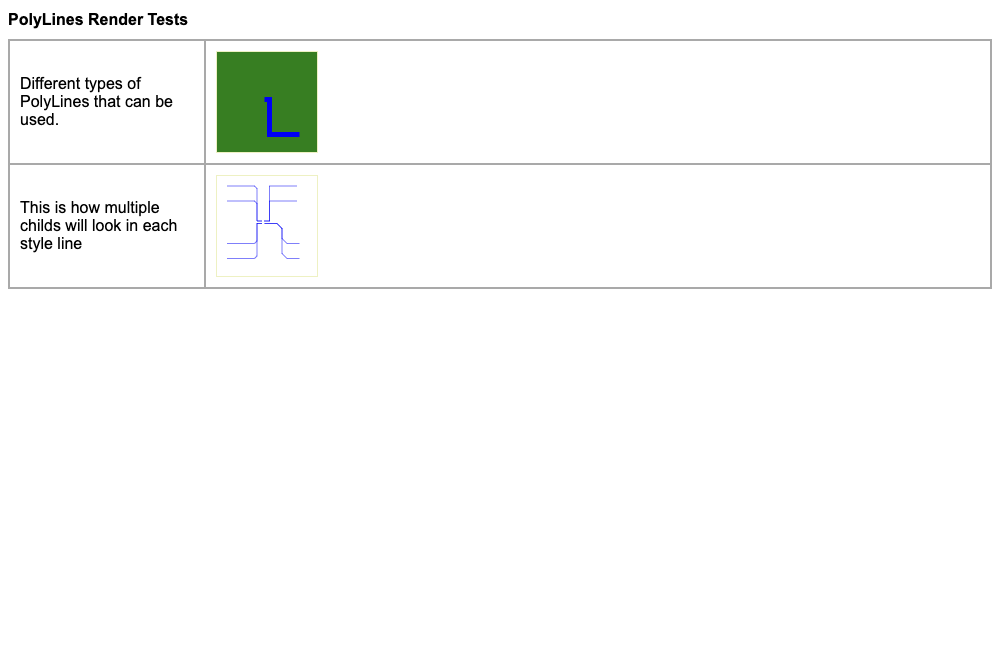 PolyLines Render Tests
Different types of
PolyLines that can be
used.
This is how multiple
childs will look in each
style line